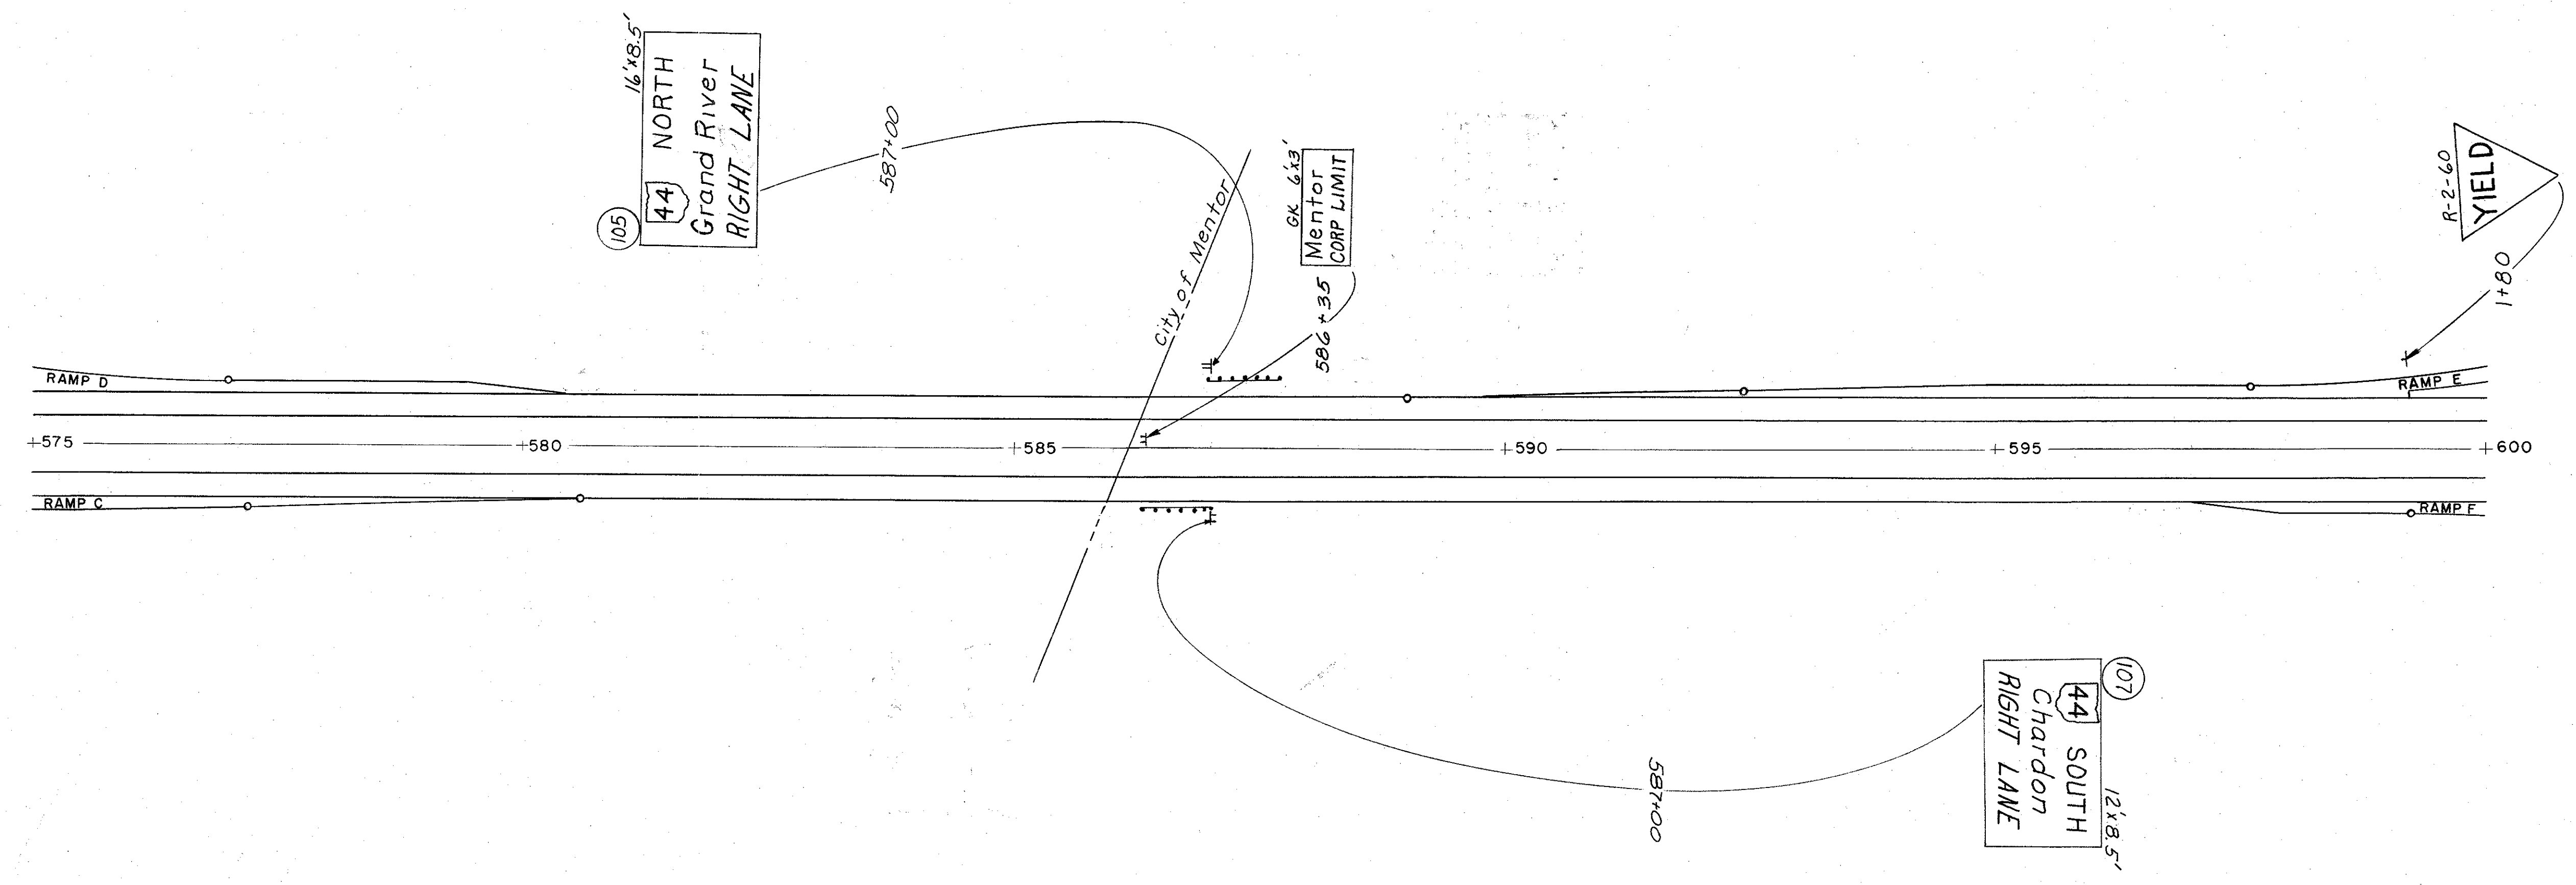 16'x8.5'
44 NORTH
Grand River
RIGHT LANE
105
587+00
City of Mentor
GK 6'x3'
Mentor
CORP LIMIT
586+35
R-2-60
YIELD
1+80
RAMP D
RAMP E
+575
+580
+585
+590
+595
+600
RAMP C
RAMP F
587+00
107
44 SOUTH
Chardon
RIGHT LANE
12'x8.5'